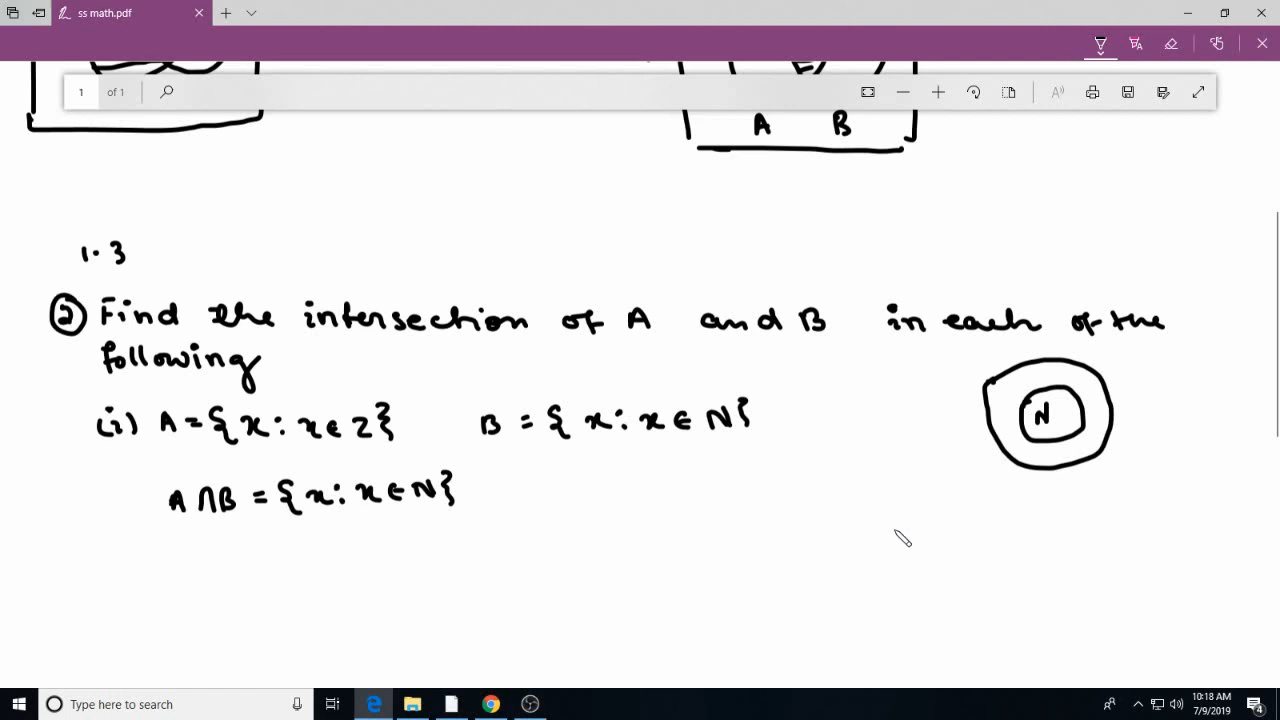 ss math.pdf
1 of 1
A B
1.3
② Find the intersection of A and B in each of the
following
(i) A = {x : x ∈ Z} B = {x : x ∈ N}
N
A ∩ B = {x : x ∈ N}
Type here to search
10:18 AM
7/9/2019
4